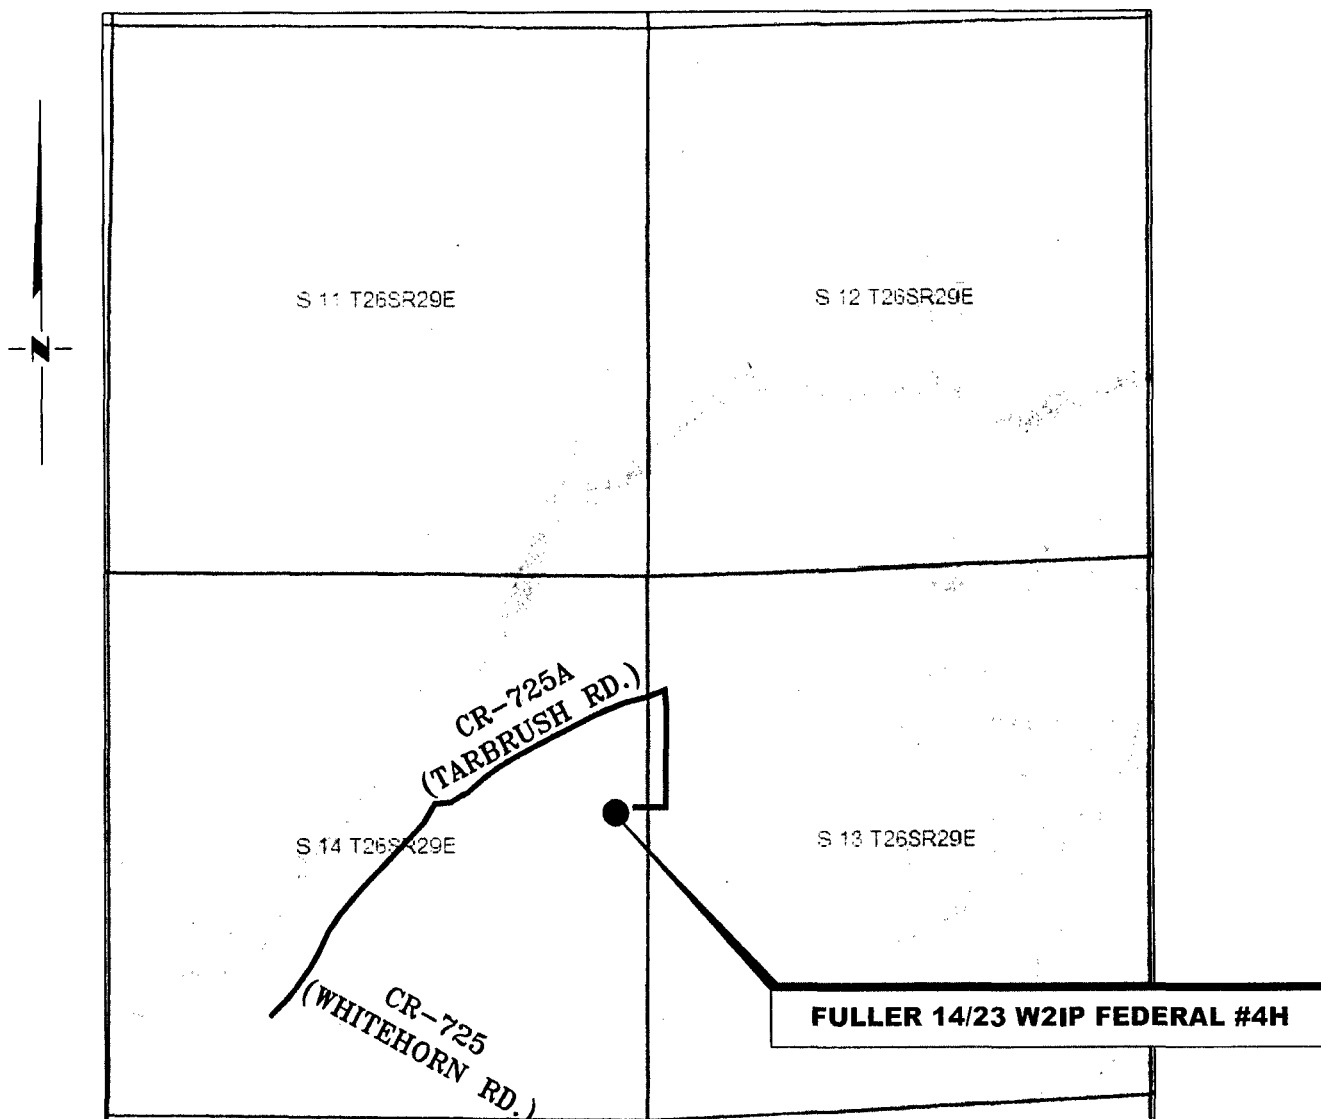 S 11 T26SR29E
S 12 T26SR29E
N
CR-725A
(TARBRUSH RD.)
S 14 T26SR29E
S 13 T26SR29E
CR-725
(WHITEHORN RD.)
FULLER 14/23 W2IP FEDERAL #4H